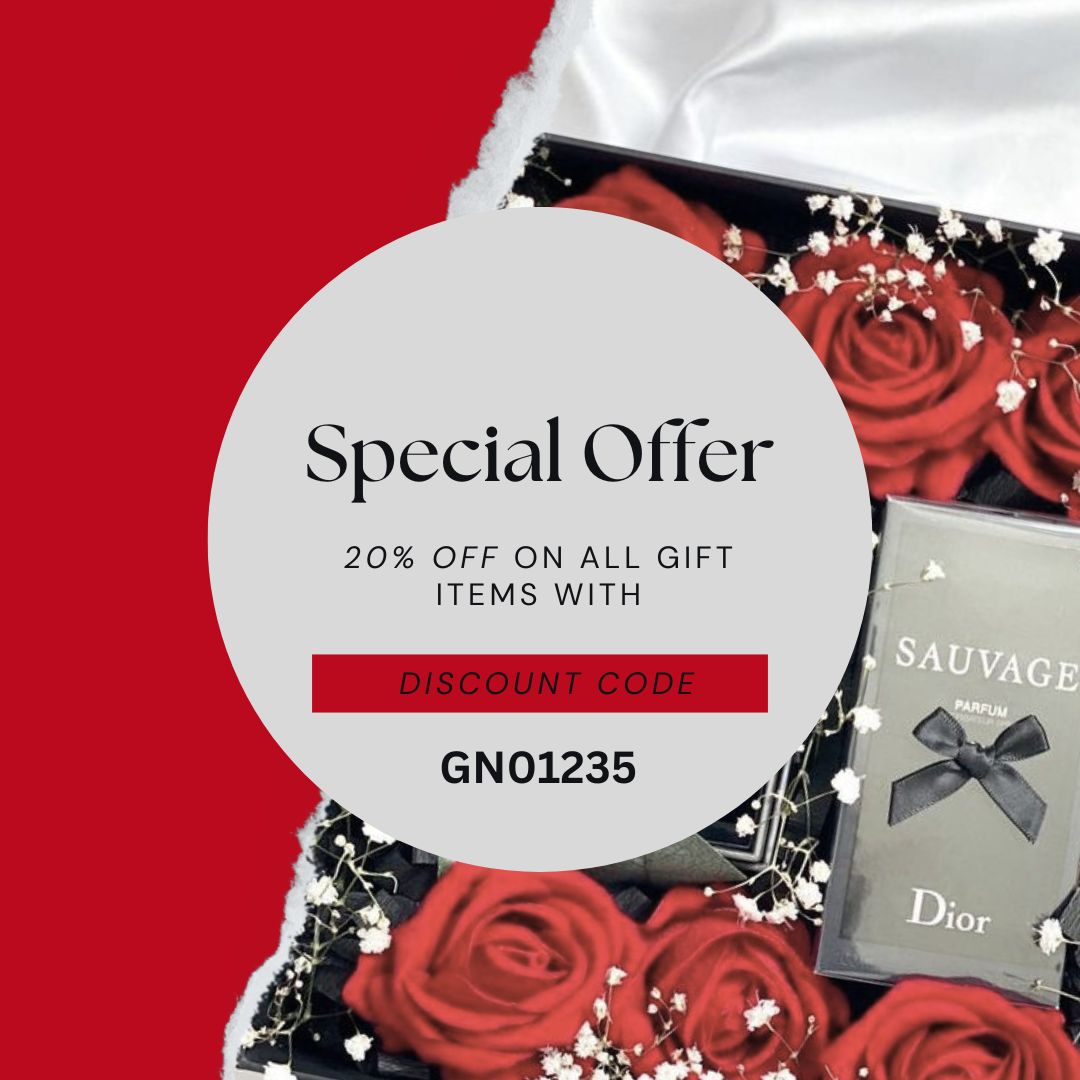 Special Offer
20% OFF ON ALL GIFT
ITEMS WITH
DISCOUNT CODE
GN01235
SAUVAGE
PARFUM
Dior